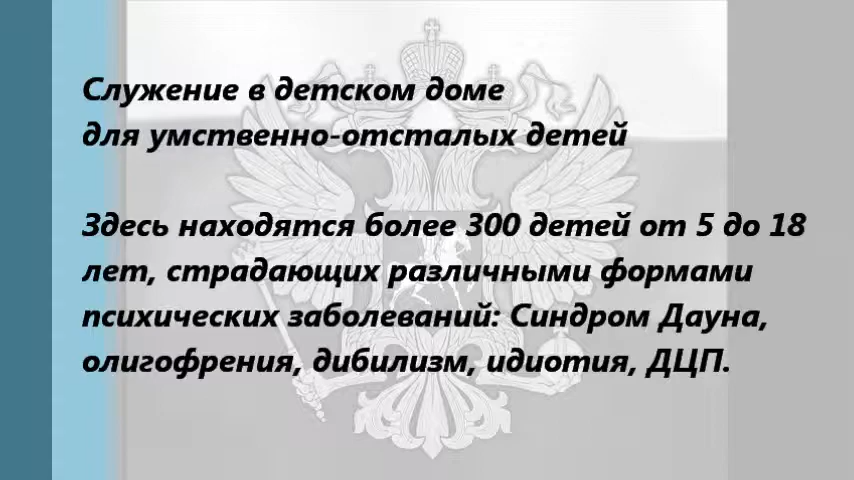 Служение в детском доме
для умственно-отсталых детей
Здесь находятся более 300 детей от 5 до 18
лет, страдающих различными формами
психических заболеваний: Синдром Дауна,
олигофрения, дибилизм, идиотия, ДЦП.